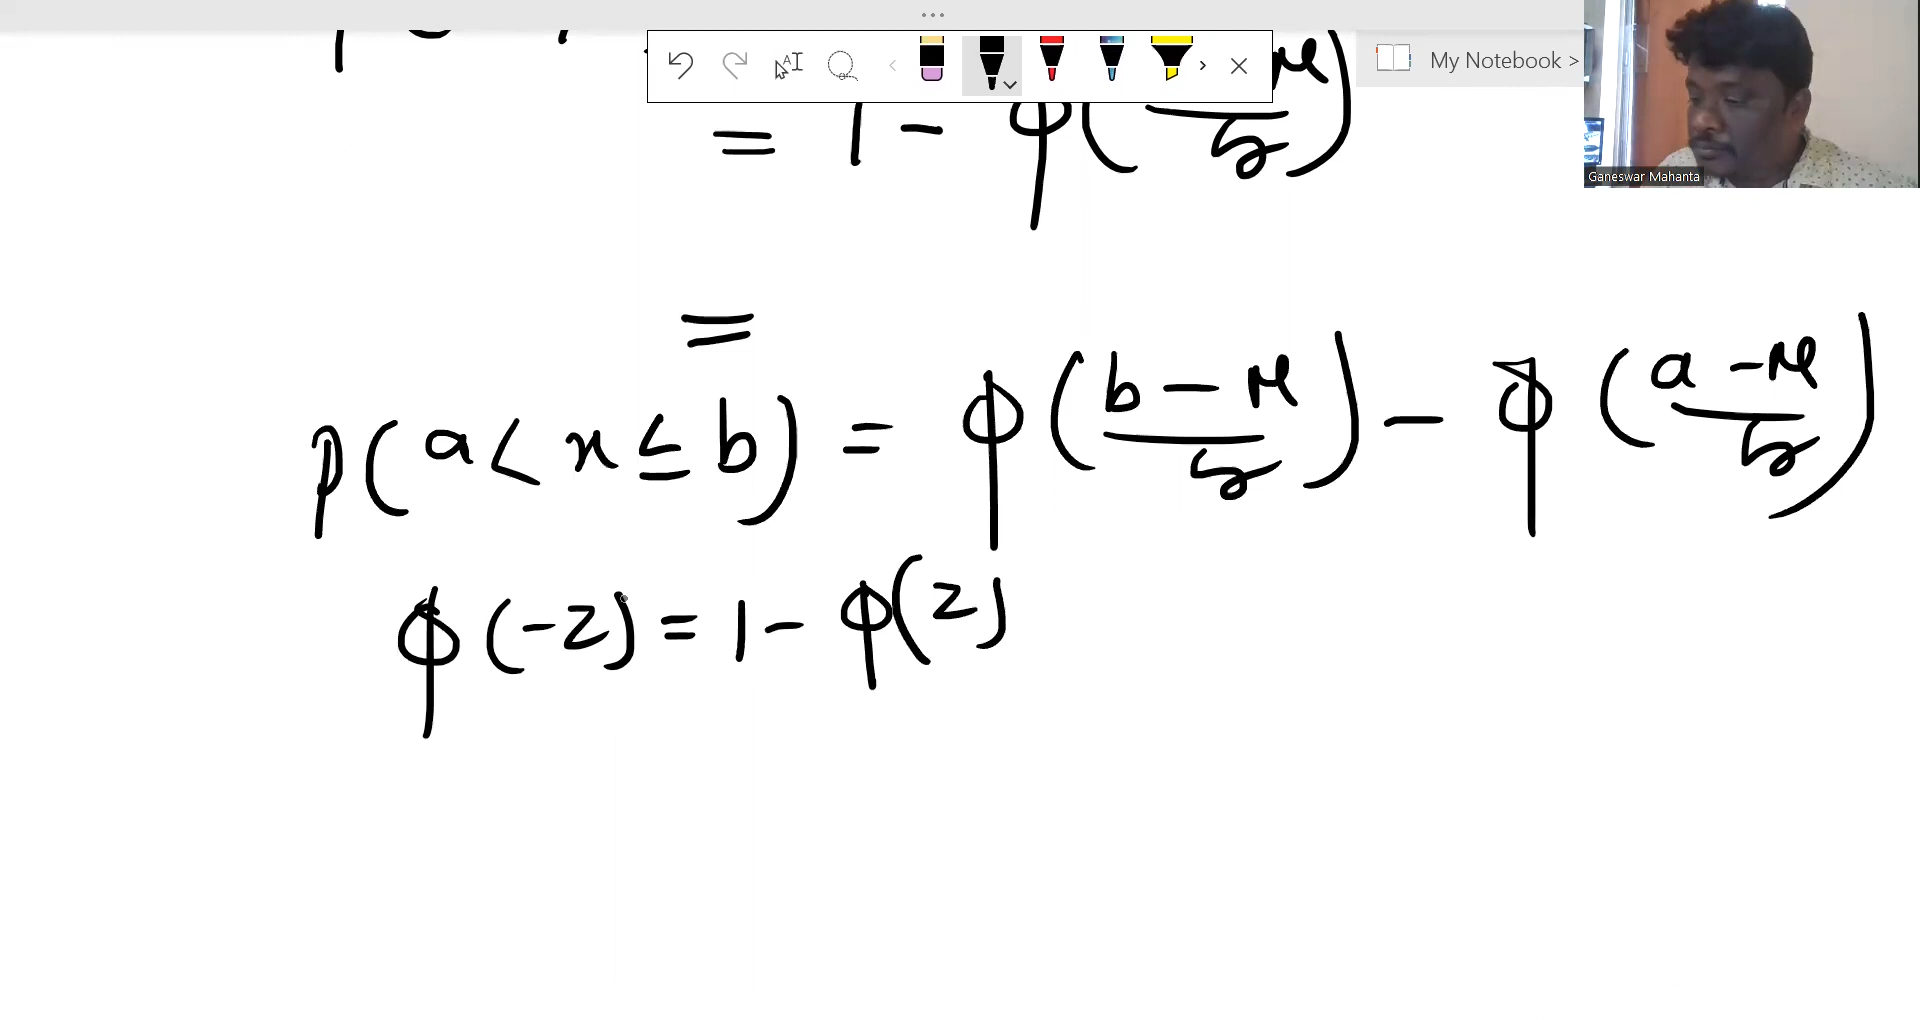 My Notebook >
Ganeswar Mahanta
= 1 - φ( -μ / σ )
=
P(a < x ≤ b) = φ( (b - μ) / σ ) - φ( (a - μ) / σ )
φ(-z) = 1 - φ(z)